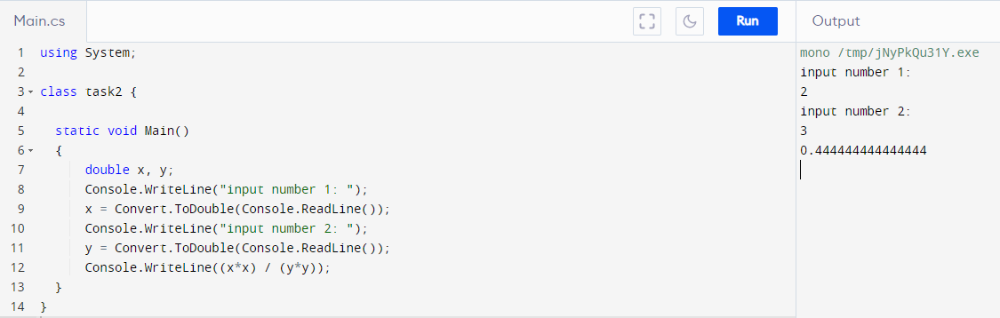 Main.cs Run Output
1 using System;
2
3 class task2 {
4
5 static void Main()
6 {
7 double x, y;
8 Console.WriteLine("input number 1: ");
9 x = Convert.ToDouble(Console.ReadLine());
10 Console.WriteLine("input number 2: ");
11 y = Convert.ToDouble(Console.ReadLine());
12 Console.WriteLine((x*x) / (y*y));
13 }
14 }
mono /tmp/jNyPkQu31Y.exe
input number 1:
2
input number 2:
3
0.444444444444444